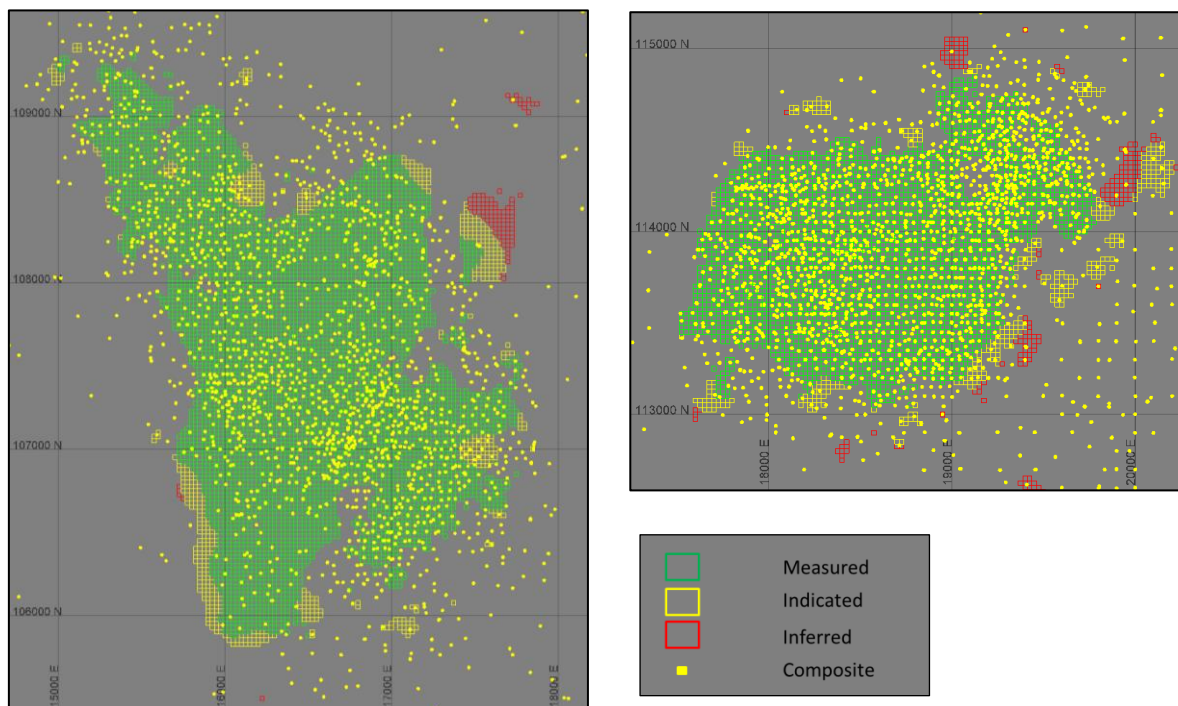 109000 N
108000 N
107000 N
106000 N
15000 E
16000 E
17000 E
18000 E
115000 N
114000 N
113000 N
18000 E
19000 E
20000 E
Measured
Indicated
Inferred
Composite